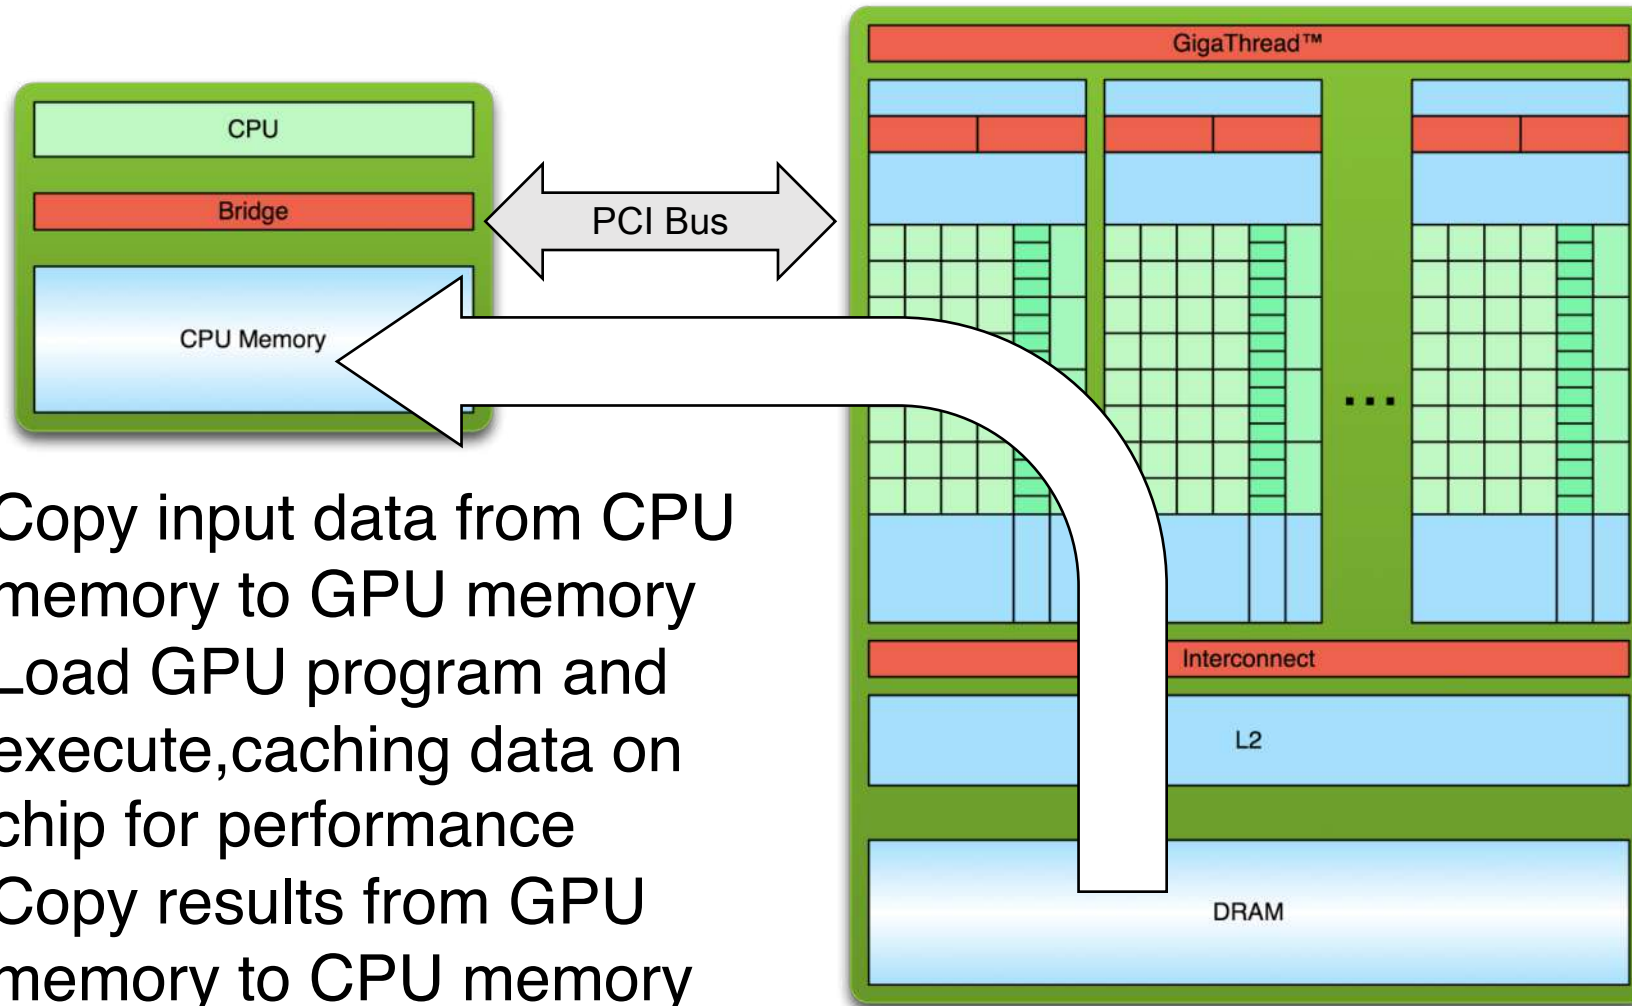 GigaThread™
CPU
Bridge
PCI Bus
CPU Memory
...
Copy input data from CPU
memory to GPU memory
Load GPU program and
execute,caching data on
chip for performance
Copy results from GPU
memory to CPU memory
Interconnect
L2
DRAM